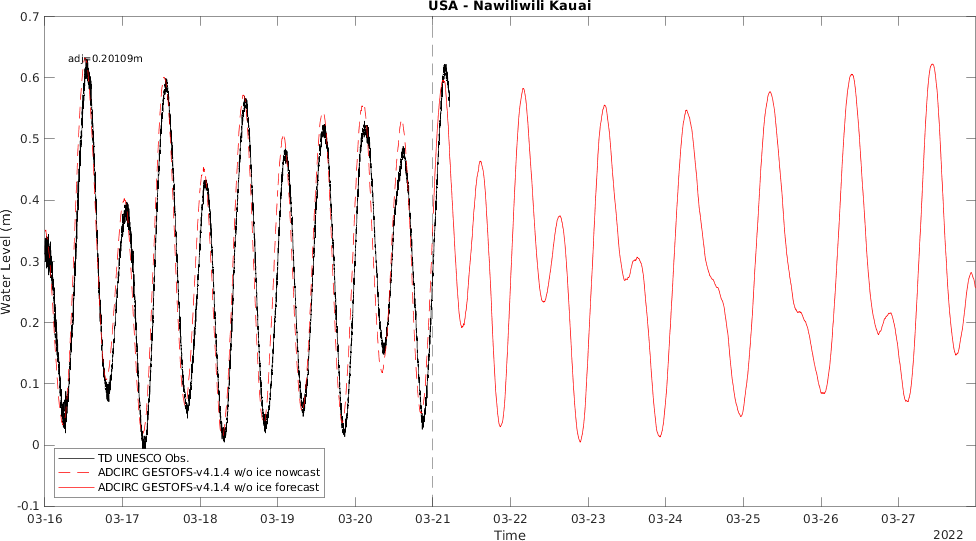 USA - Nawiliwili Kauai
0.7
0.6
0.5
0.4
0.3
0.2
0.1
0
-0.1
Water Level (m)
adj=0.20109m
TD UNESCO Obs.
ADCIRC GESTOFS-v4.1.4 w/o ice nowcast
ADCIRC GESTOFS-v4.1.4 w/o ice forecast
03-16 03-17 03-18 03-19 03-20 03-21 03-22 03-23 03-24 03-25 03-26 03-27
Time
2022